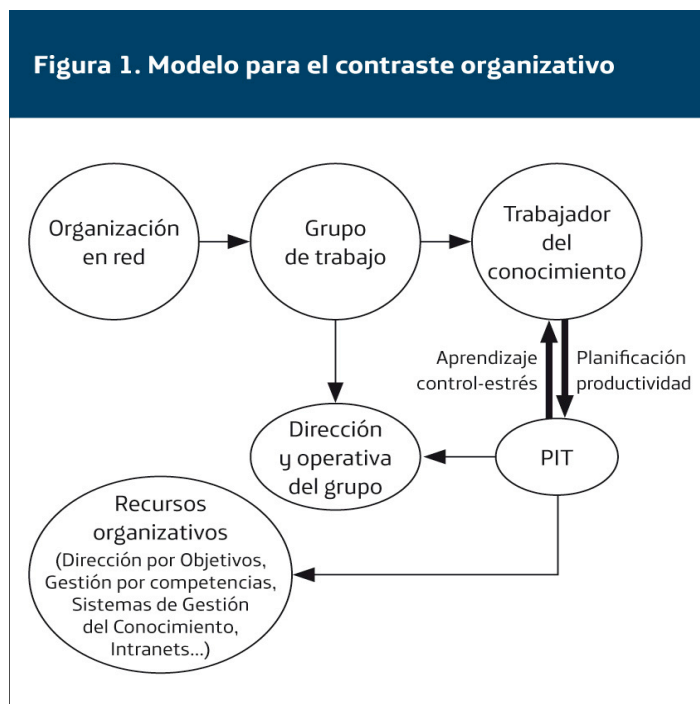 Figura 1. Modelo para el contraste organizativo
Organización
en red
Grupo
de trabajo
Trabajador
del
conocimiento
Aprendizaje
control-estrés
Planificación
productividad
Dirección
y operativa
del grupo
PIT
Recursos
organizativos
(Dirección por Objetivos,
Gestión por competencias,
Sistemas de Gestión
del Conocimiento,
Intranets...)